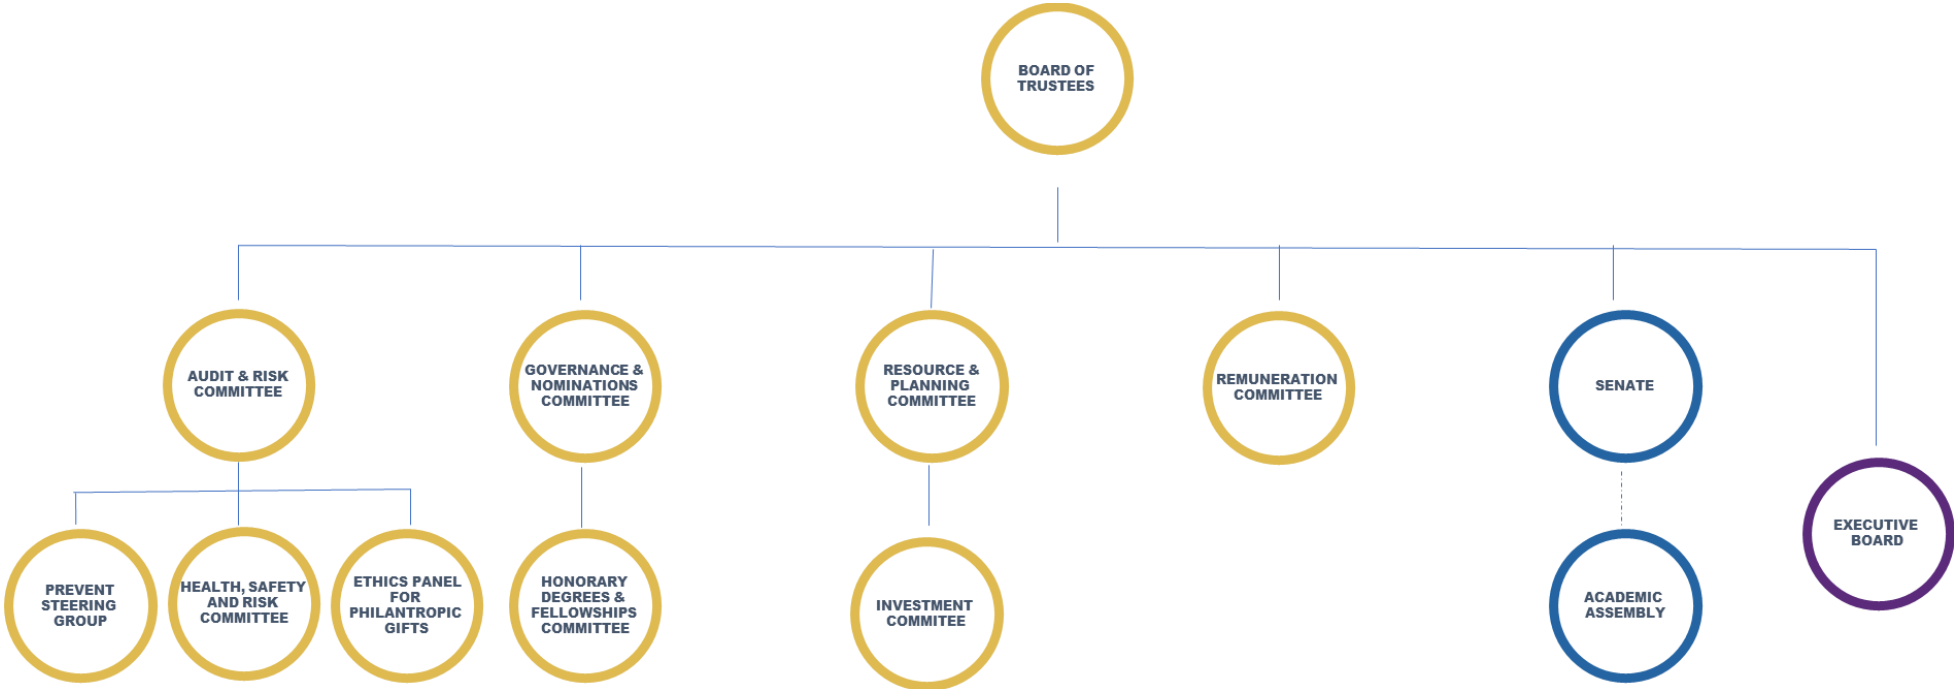 BOARD OF
TRUSTEES
AUDIT & RISK
COMMITTEE
GOVERNANCE &
NOMINATIONS
COMMITTEE
RESOURCE &
PLANNING
COMMITTEE
REMUNERATION
COMMITTEE
SENATE
EXECUTIVE
BOARD
PREVENT
STEERING
GROUP
HEALTH, SAFETY
AND RISK
COMMITTEE
ETHICS PANEL
FOR
PHILANTROPIC
GIFTS
HONORARY
DEGREES &
FELLOWSHIPS
COMMITTEE
INVESTMENT
COMMITEE
ACADEMIC
ASSEMBLY